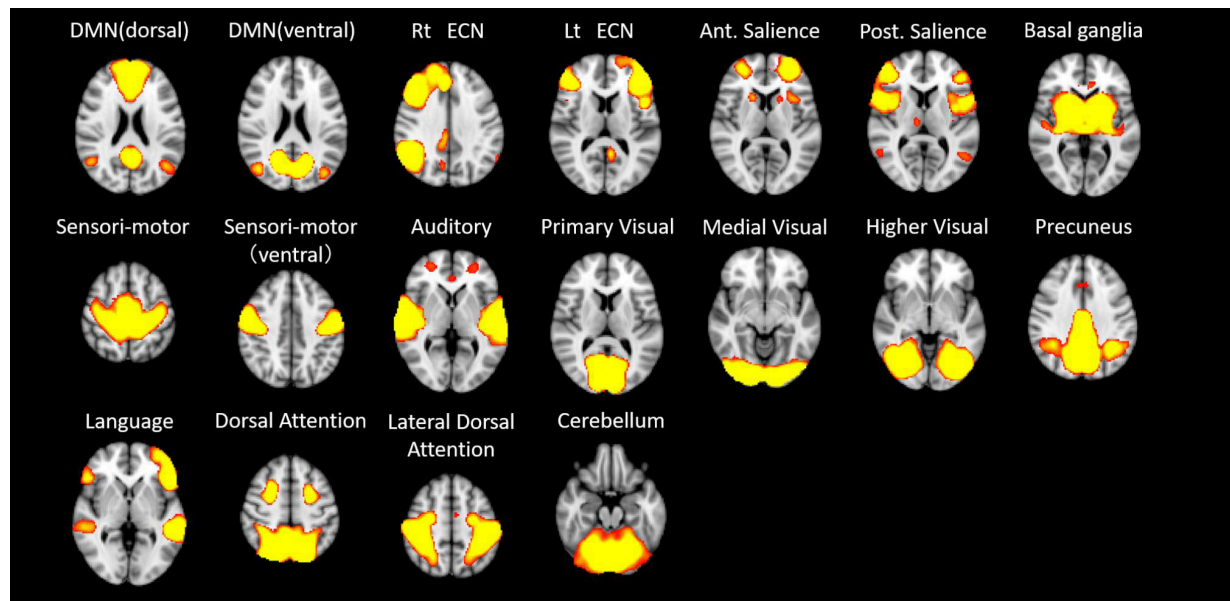 DMN(dorsal)
DMN(ventral)
Rt ECN
Lt ECN
Ant. Salience
Post. Salience
Basal ganglia
Sensori-motor
Sensori-motor
（ventral）
Auditory
Primary Visual
Medial Visual
Higher Visual
Precuneus
Language
Dorsal Attention
Lateral Dorsal
Attention
Cerebellum